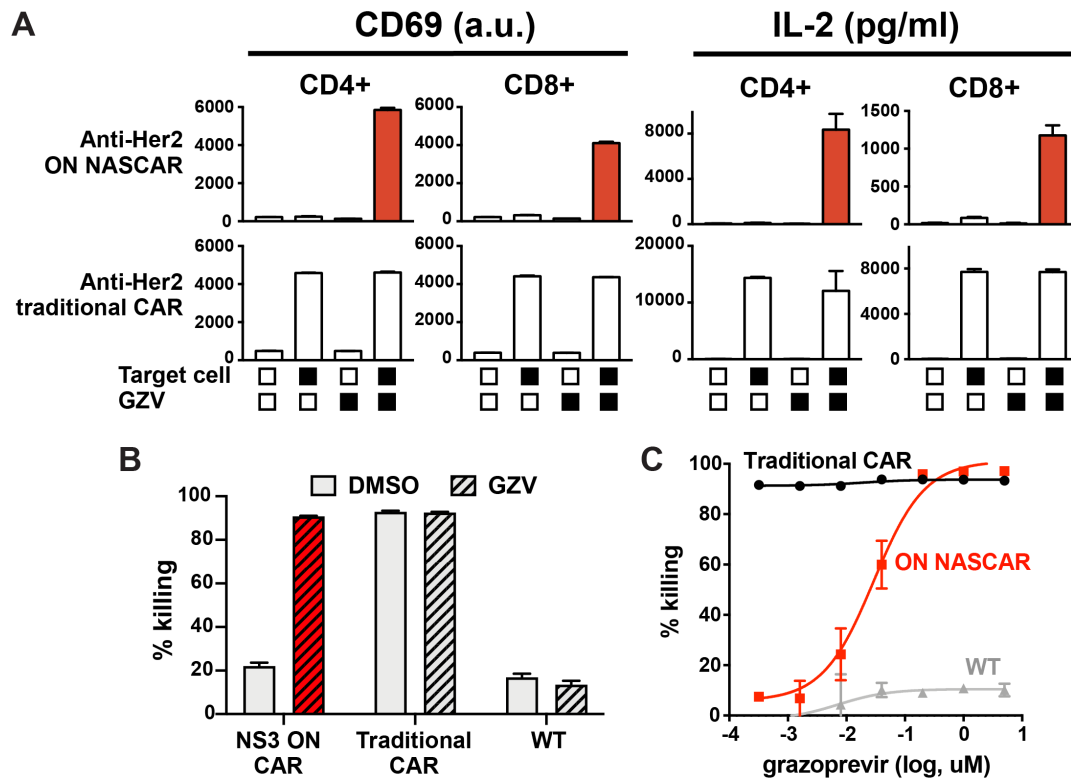 A
CD69 (a.u.)
IL-2 (pg/ml)
CD4+
CD8+
CD4+
CD8+
Anti-Her2
ON NASCAR
6000
4000
2000
0
6000
4000
2000
0
8000
4000
0
1500
1000
500
0
Anti-Her2
traditional CAR
6000
4000
2000
0
6000
4000
2000
0
20000
10000
0
8000
4000
0
Target cell
GZV
B
DMSO
GZV
% killing
100
80
60
40
20
0
NS3 ON
CAR
Traditional
CAR
WT
C
Traditional CAR
ON NASCAR
WT
% killing
100
80
60
40
20
0
-4
-3
-2
-1
0
1
grazoprevir (log, uM)